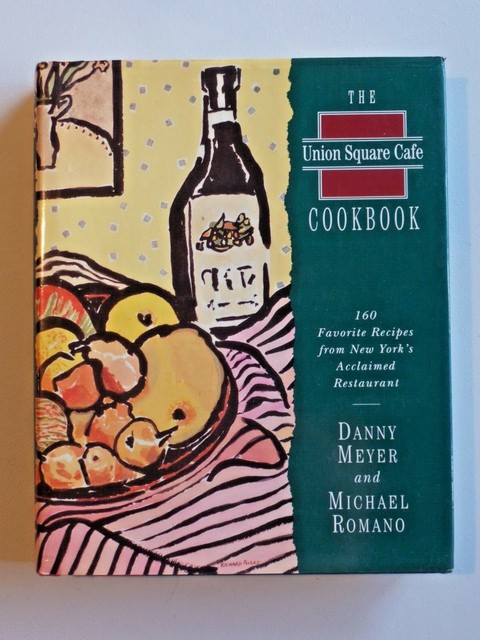 THE
Union Square Cafe
COOKBOOK
160
Favorite Recipes
from New York's
Acclaimed
Restaurant
DANNY
MEYER
and
MICHAEL
ROMANO